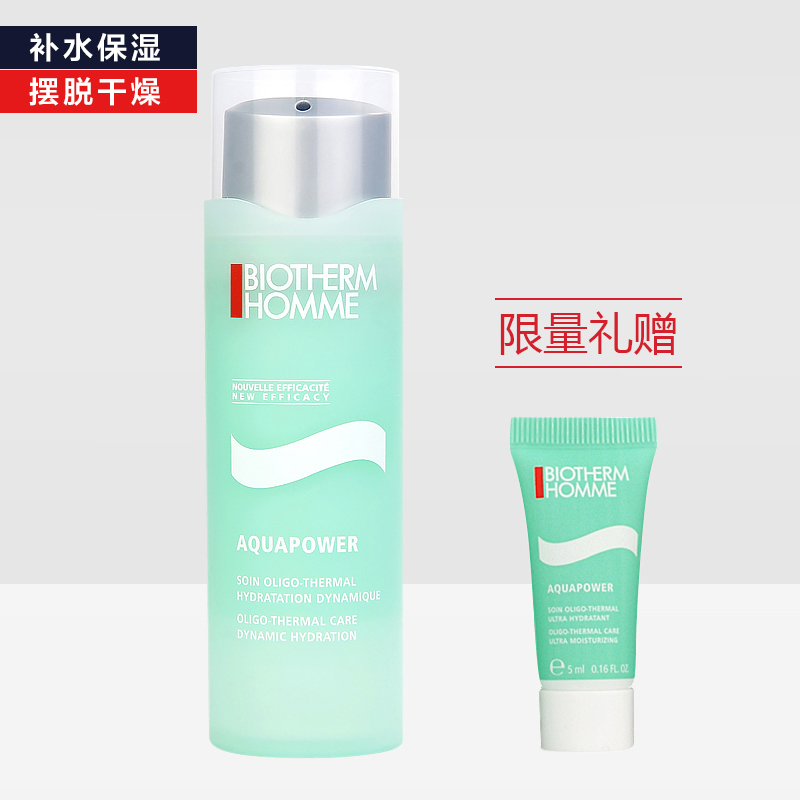 补水保湿
摆脱干燥
BIOTHERM
HOMME
NOUVELLE EFFICACITÉ
NEW EFFICACY
AQUAPOWER
SOIN OLIGO-THERMAL
HYDRATATION DYNAMIQUE
OLIGO-THERMAL CARE
DYNAMIC HYDRATION
限量礼赠
BIOTHERM
HOMME
AQUAPOWER
SOIN OLIGO-THERMAL
ULTRA HYDRATANT
OLIGO-THERMAL CARE
ULTRA MOISTURIZING
℮ 5 ml 0.16 FL. OZ.